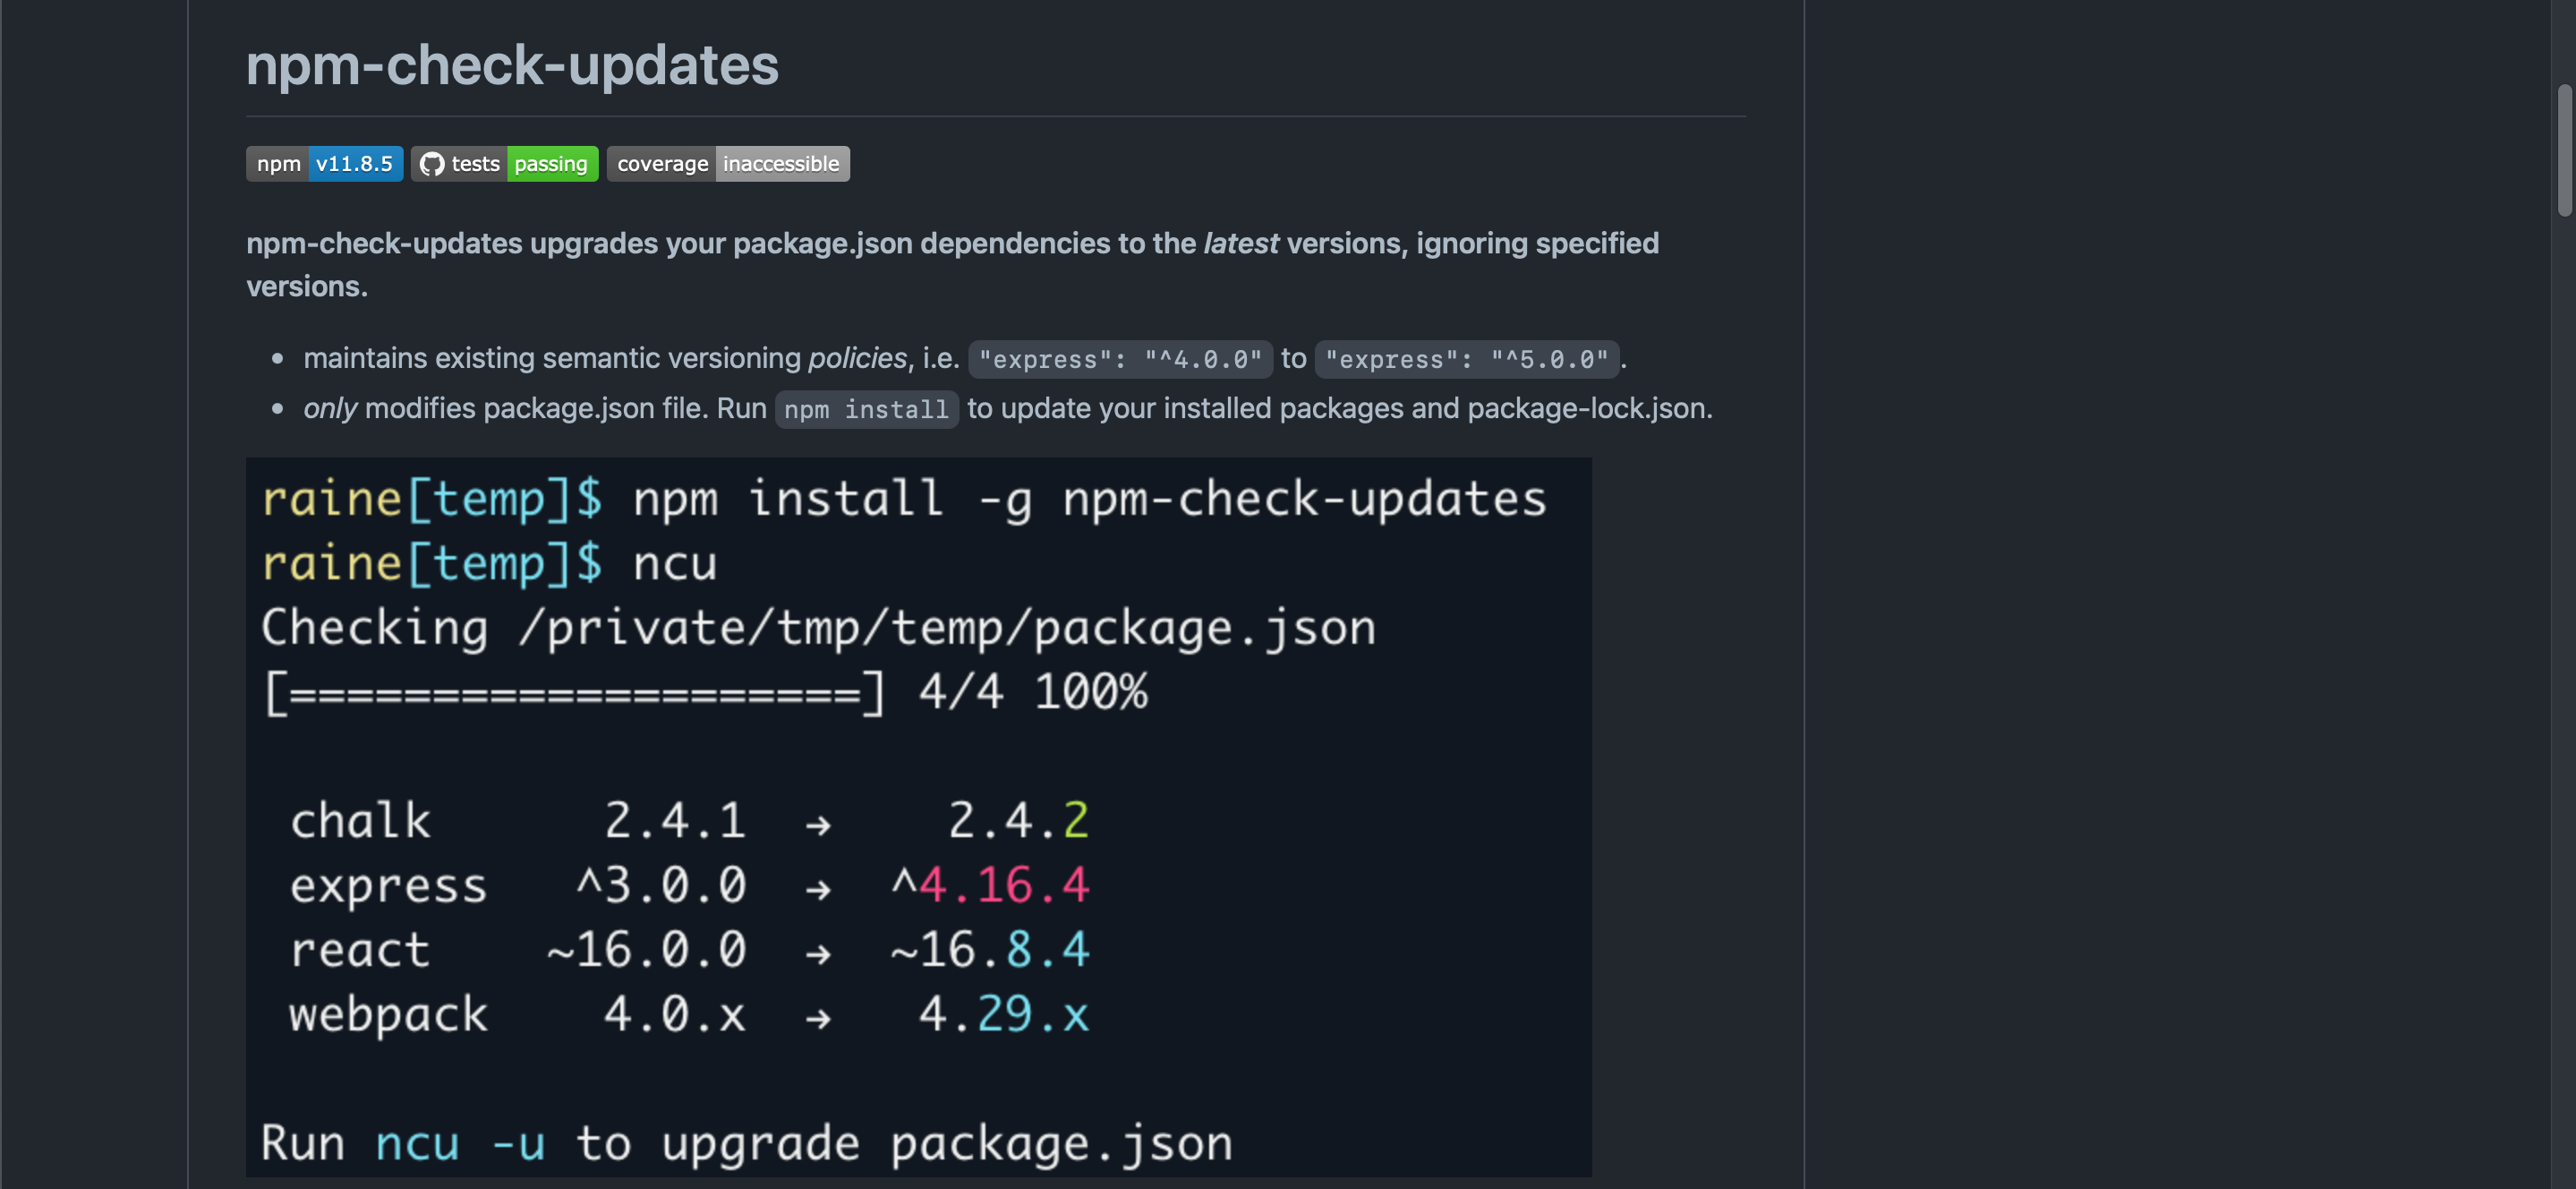 npm-check-updates
npm v11.8.5 tests passing coverage inaccessible
npm-check-updates upgrades your package.json dependencies to the latest versions, ignoring specified
versions.
• maintains existing semantic versioning policies, i.e. "express": "^4.0.0" to "express": "^5.0.0".
• only modifies package.json file. Run npm install to update your installed packages and package-lock.json.
raine[temp]$ npm install -g npm-check-updates
raine[temp]$ ncu
Checking /private/tmp/temp/package.json
[====================] 4/4 100%
chalk 2.4.1 → 2.4.2
express ^3.0.0 → ^4.16.4
react ~16.0.0 → ~16.8.4
webpack 4.0.x → 4.29.x
Run ncu -u to upgrade package.json